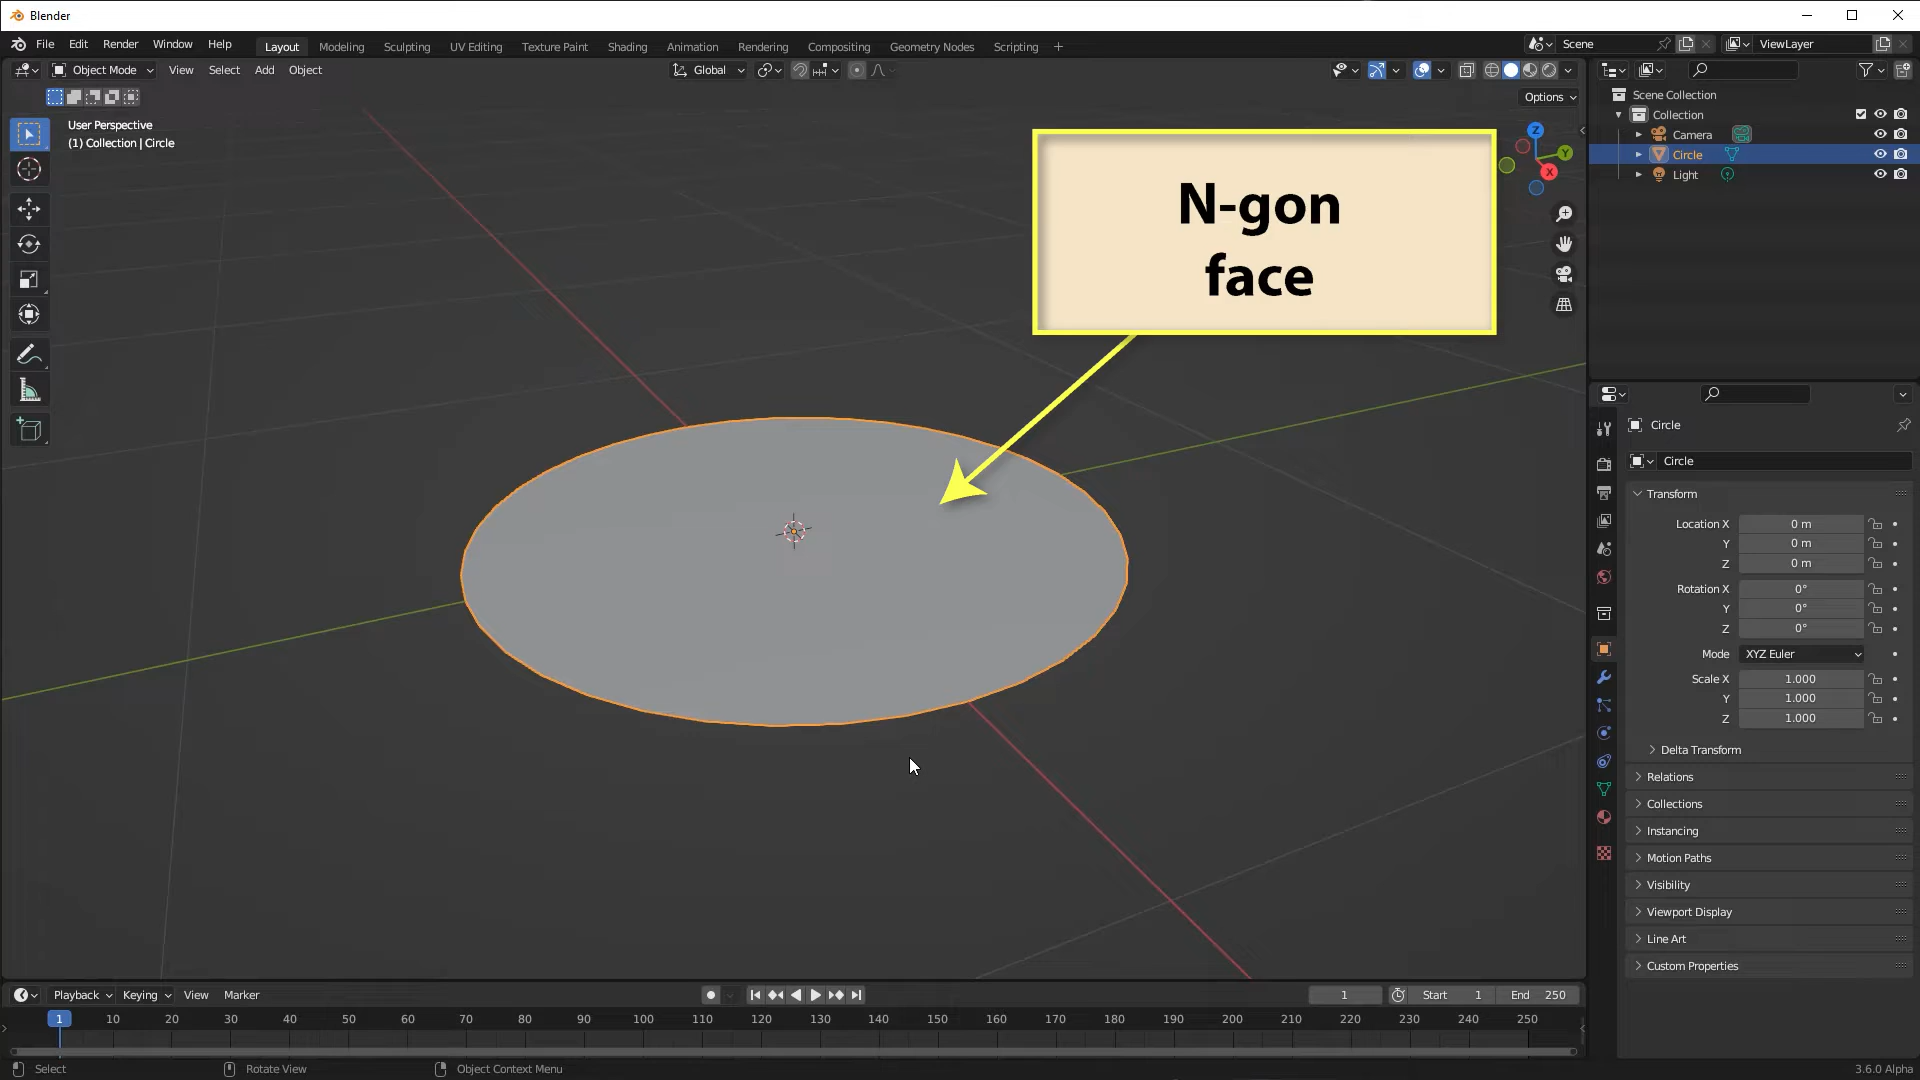 Blender
File Edit Render Window Help
Layout Modeling Sculpting UV Editing Texture Paint Shading Animation Rendering Compositing Geometry Nodes Scripting +
Scene
ViewLayer
Object Mode View Select Add Object
Global
Options
User Perspective
(1) Collection | Circle
N-gon
face
Z
Y
X
Scene Collection
Collection
Camera
Circle
Light
Circle
Circle
Transform
Location X 0 m
Y 0 m
Z 0 m
Rotation X 0°
Y 0°
Z 0°
Mode XYZ Euler
Scale X 1.000
Y 1.000
Z 1.000
Delta Transform
Relations
Collections
Instancing
Motion Paths
Visibility
Viewport Display
Line Art
Custom Properties
Playback Keying View Marker
1 Start 1 End 250
1 10 20 30 40 50 60 70 80 90 100 110 120 130 140 150 160 170 180 190 200 210 220 230 240 250
Select Rotate View Object Context Menu 3.6.0 Alpha